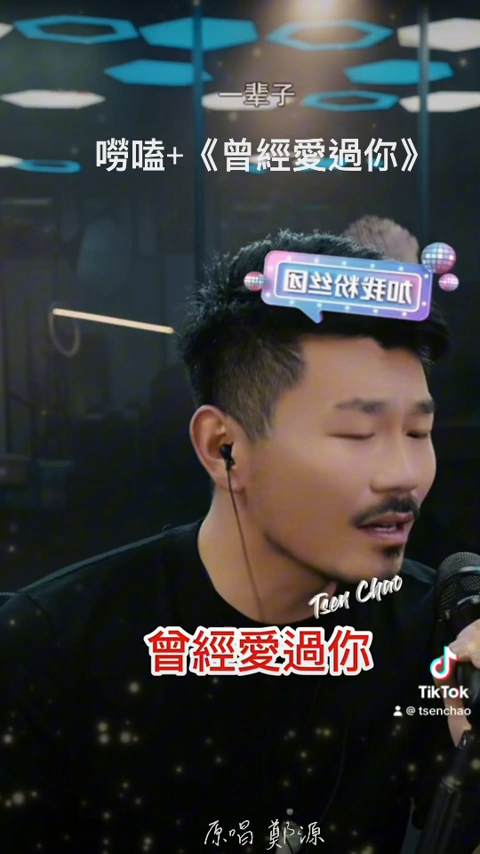 一辈子
嘮嗑+《曾經愛過你》
加我粉丝团
Tsen Chao
曾經愛過你
TikTok
@ tsenchao
原唱 鄭源